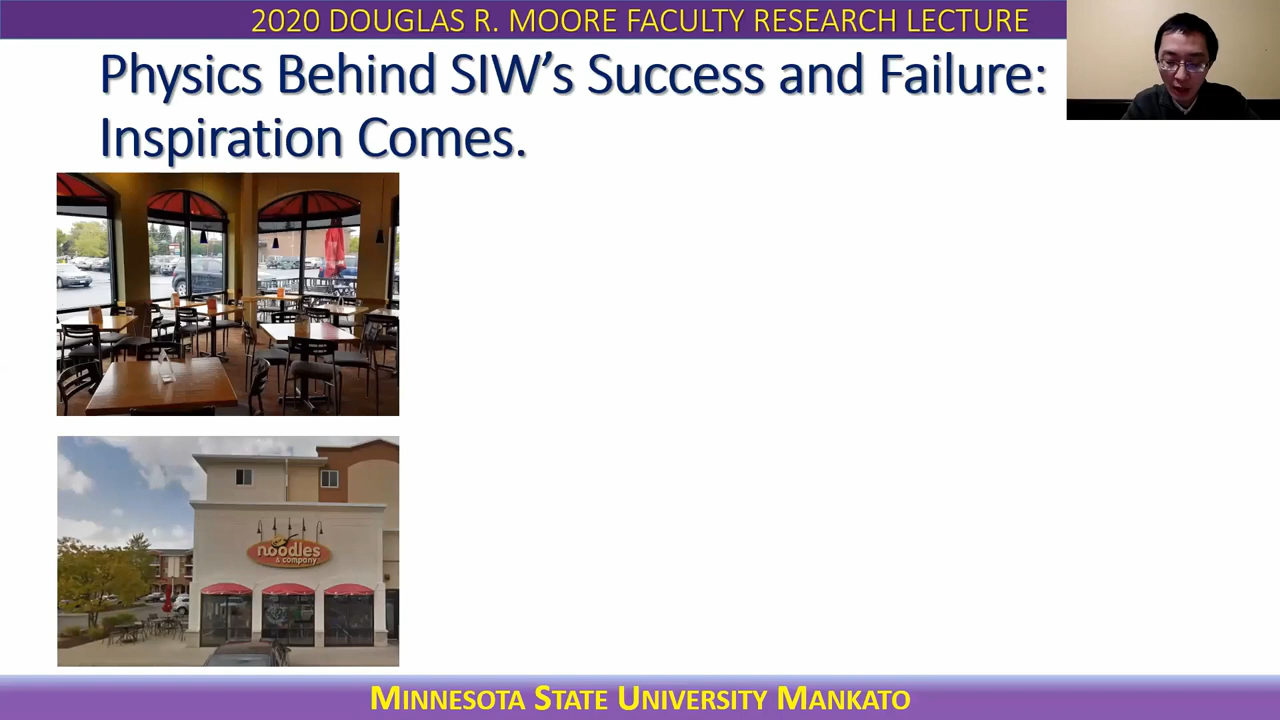 2020 DOUGLAS R. MOORE FACULTY RESEARCH LECTURE
Physics Behind SIW’s Success and Failure:
Inspiration Comes.
noodles
& company
MINNESOTA STATE UNIVERSITY MANKATO